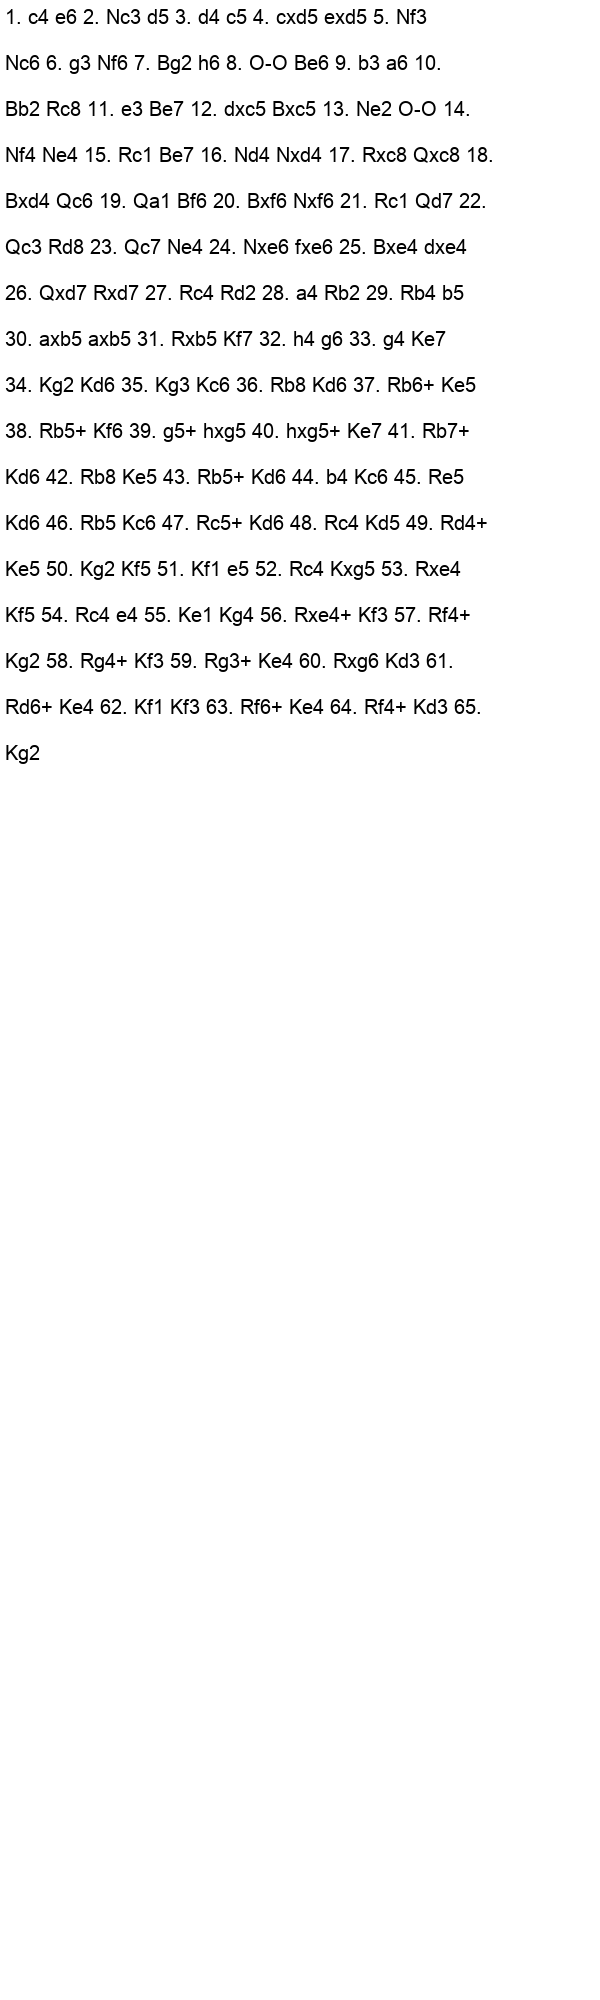 1. c4 e6 2. Nc3 d5 3. d4 c5 4. cxd5 exd5 5. Nf3
Nc6 6. g3 Nf6 7. Bg2 h6 8. O-O Be6 9. b3 a6 10.
Bb2 Rc8 11. e3 Be7 12. dxc5 Bxc5 13. Ne2 O-O 14.
Nf4 Ne4 15. Rc1 Be7 16. Nd4 Nxd4 17. Rxc8 Qxc8 18.
Bxd4 Qc6 19. Qa1 Bf6 20. Bxf6 Nxf6 21. Rc1 Qd7 22.
Qc3 Rd8 23. Qc7 Ne4 24. Nxe6 fxe6 25. Bxe4 dxe4
26. Qxd7 Rxd7 27. Rc4 Rd2 28. a4 Rb2 29. Rb4 b5
30. axb5 axb5 31. Rxb5 Kf7 32. h4 g6 33. g4 Ke7
34. Kg2 Kd6 35. Kg3 Kc6 36. Rb8 Kd6 37. Rb6+ Ke5
38. Rb5+ Kf6 39. g5+ hxg5 40. hxg5+ Ke7 41. Rb7+
Kd6 42. Rb8 Ke5 43. Rb5+ Kd6 44. b4 Kc6 45. Re5
Kd6 46. Rb5 Kc6 47. Rc5+ Kd6 48. Rc4 Kd5 49. Rd4+
Ke5 50. Kg2 Kf5 51. Kf1 e5 52. Rc4 Kxg5 53. Rxe4
Kf5 54. Rc4 e4 55. Ke1 Kg4 56. Rxe4+ Kf3 57. Rf4+
Kg2 58. Rg4+ Kf3 59. Rg3+ Ke4 60. Rxg6 Kd3 61.
Rd6+ Ke4 62. Kf1 Kf3 63. Rf6+ Ke4 64. Rf4+ Kd3 65.
Kg2